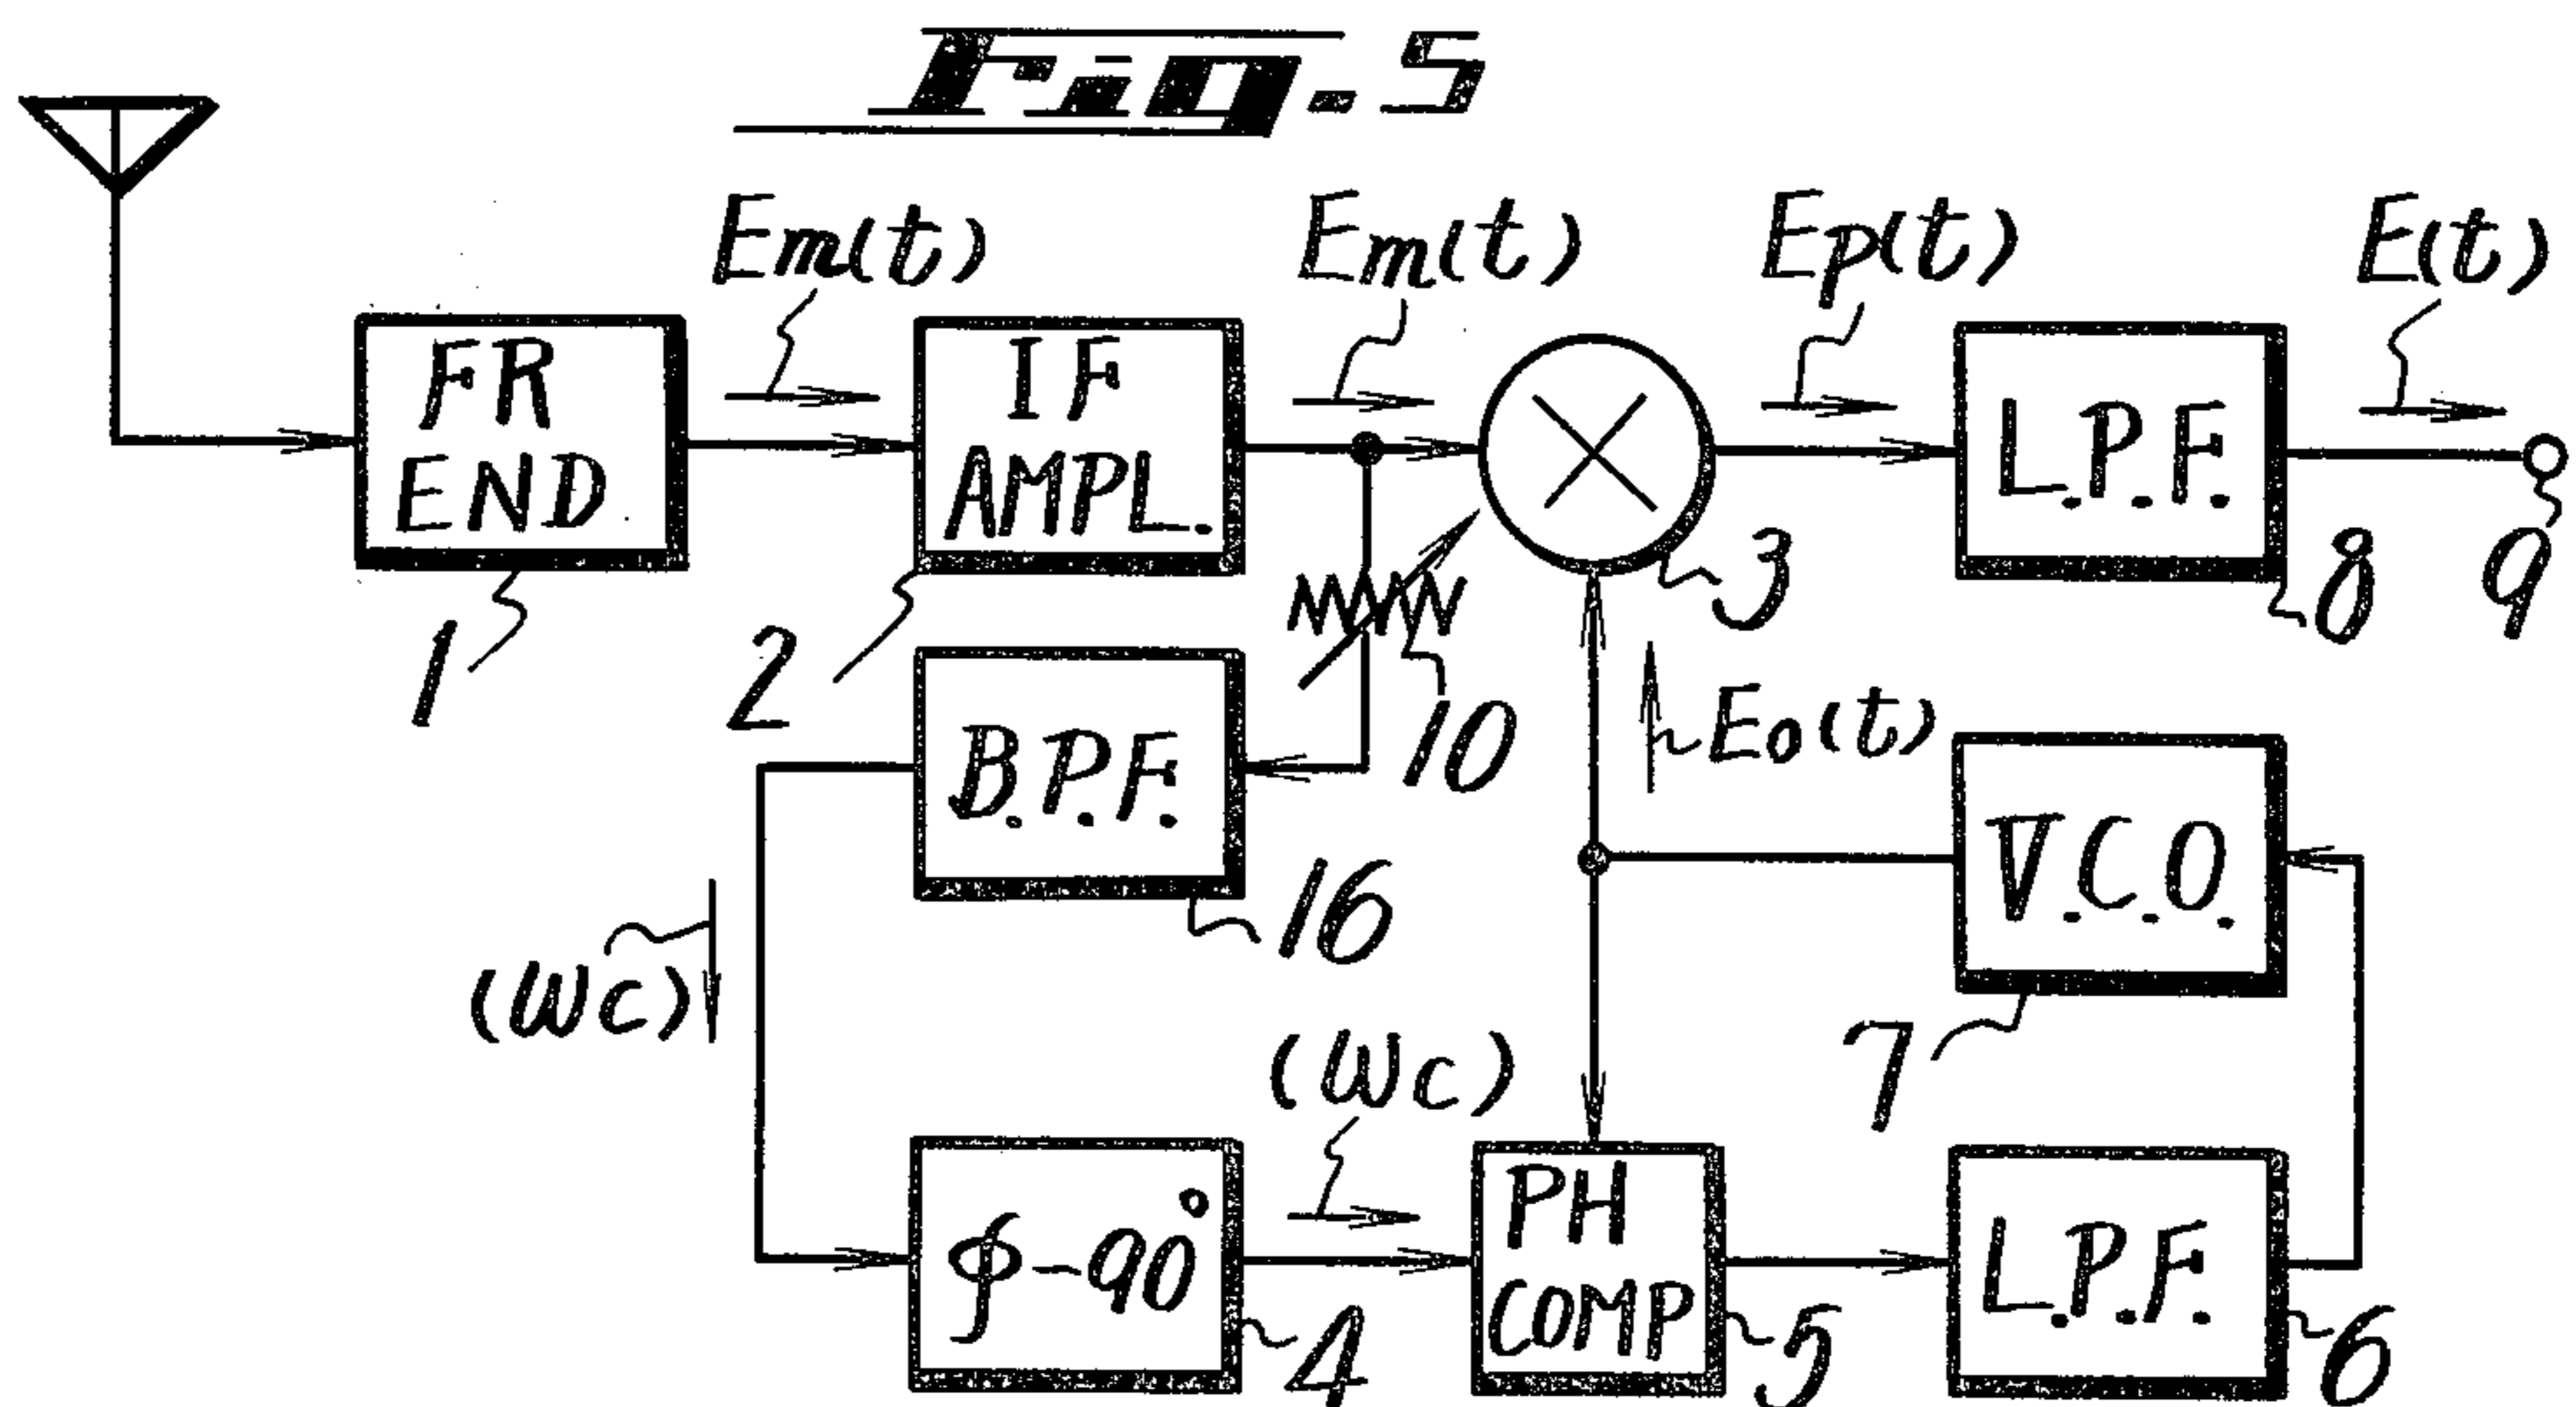 Fig. 5
Em(t)
Em(t)
Ep(t)
E(t)
FR
END
IF
AMPL.
L.P.F.
1
2
3
8
9
10
B.P.F.
Eo(t)
V.C.O.
16
(Wc)
7
(Wc)
ϕ-90°
PH
COMP
L.P.F.
4
5
6